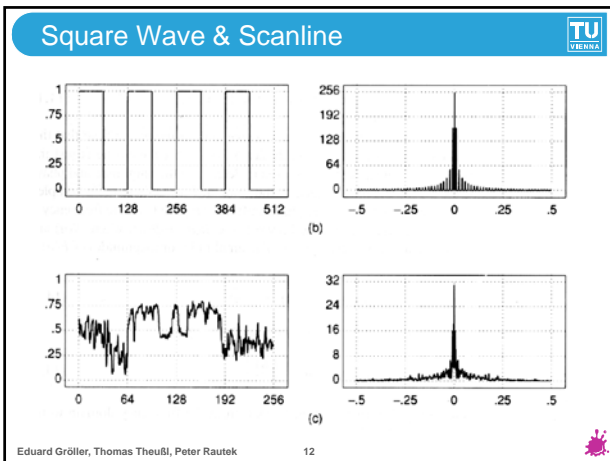 Square Wave & Scanline
TU
VIENNA
1
.75
.5
.25
0
0 128 256 384 512
256
192
128
64
0
-.5 -.25 0 .25 .5
(b)
1
.75
.5
.25
0
0 64 128 192 256
32
24
16
8
0
-.5 -.25 0 .25 .5
(c)
Eduard Gröller, Thomas Theußl, Peter Rautek 12